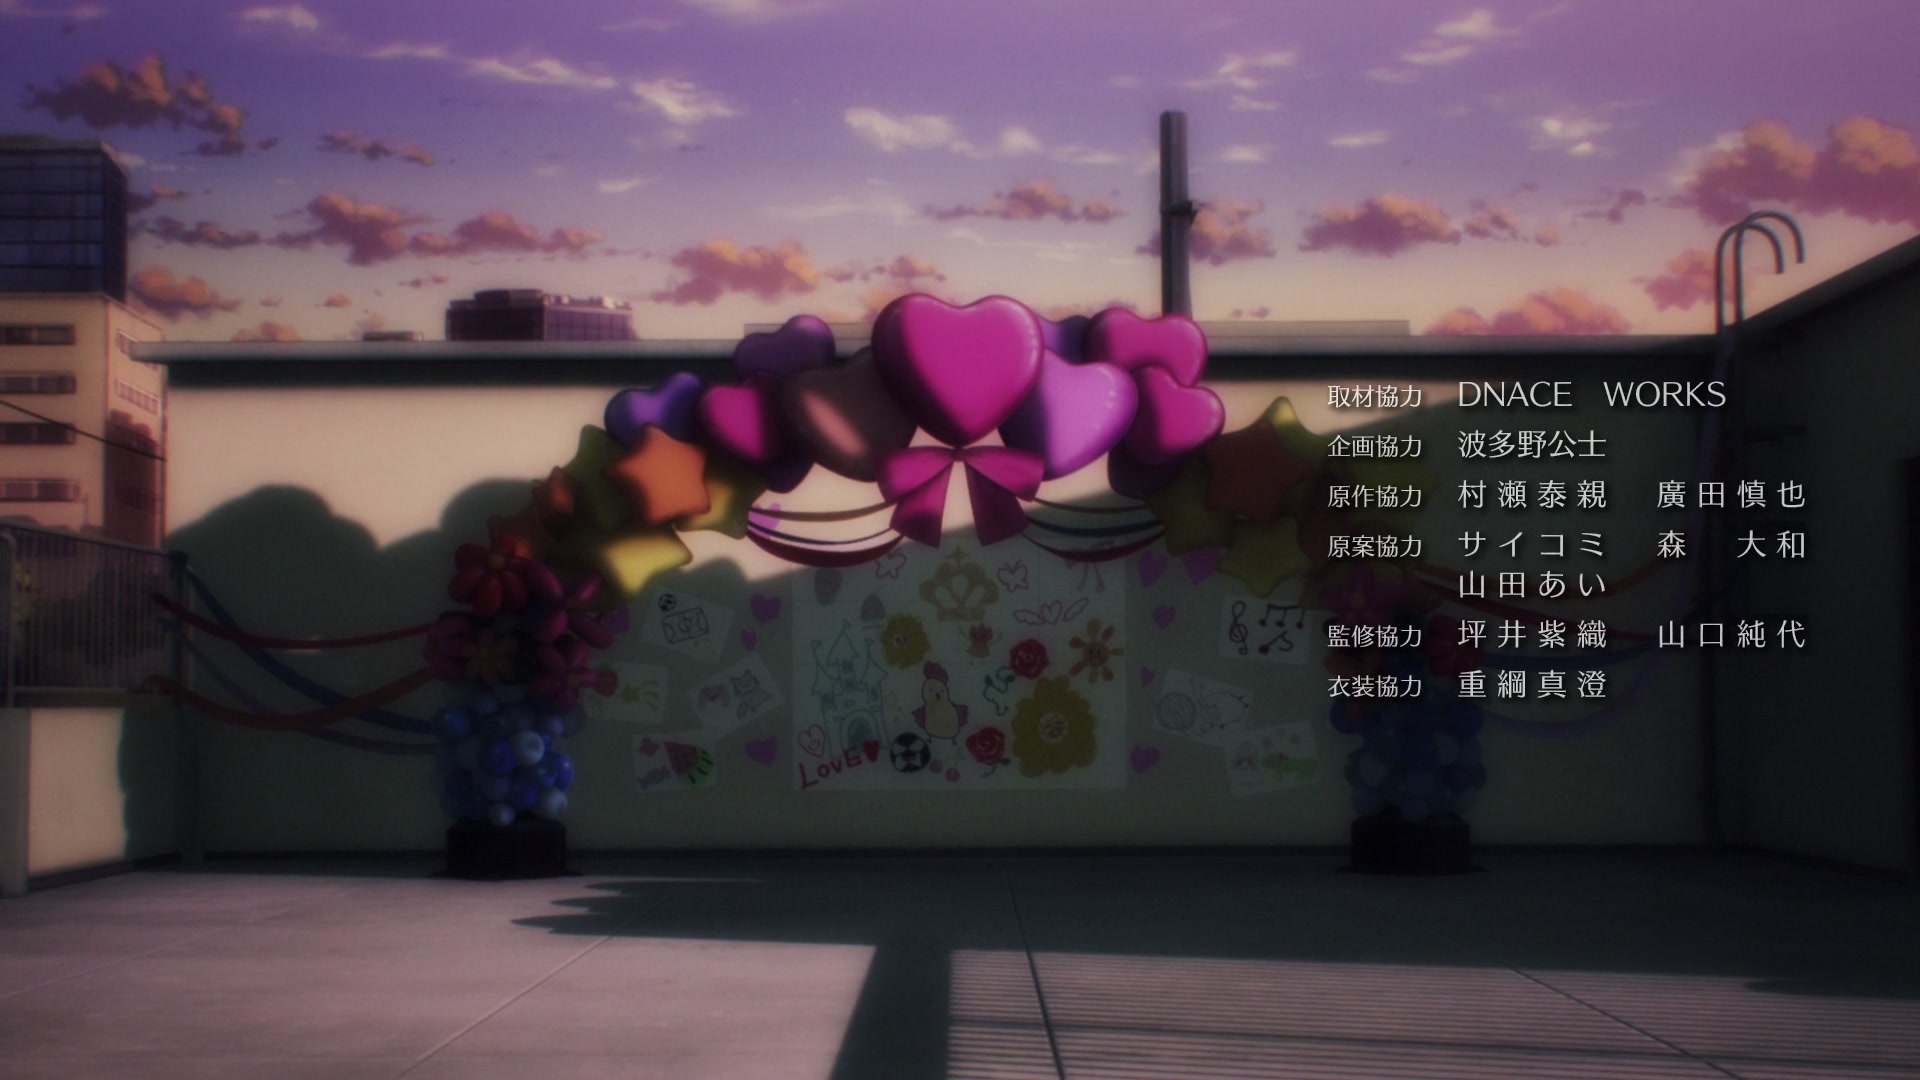 取材協力 DNACE WORKS
企画協力 波多野公士
原作協力 村瀬泰親 廣田慎也
原案協力 サイコミ 森 大和
山田あい
監修協力 坪井紫織 山口純代
衣装協力 重綱真澄
LOVE